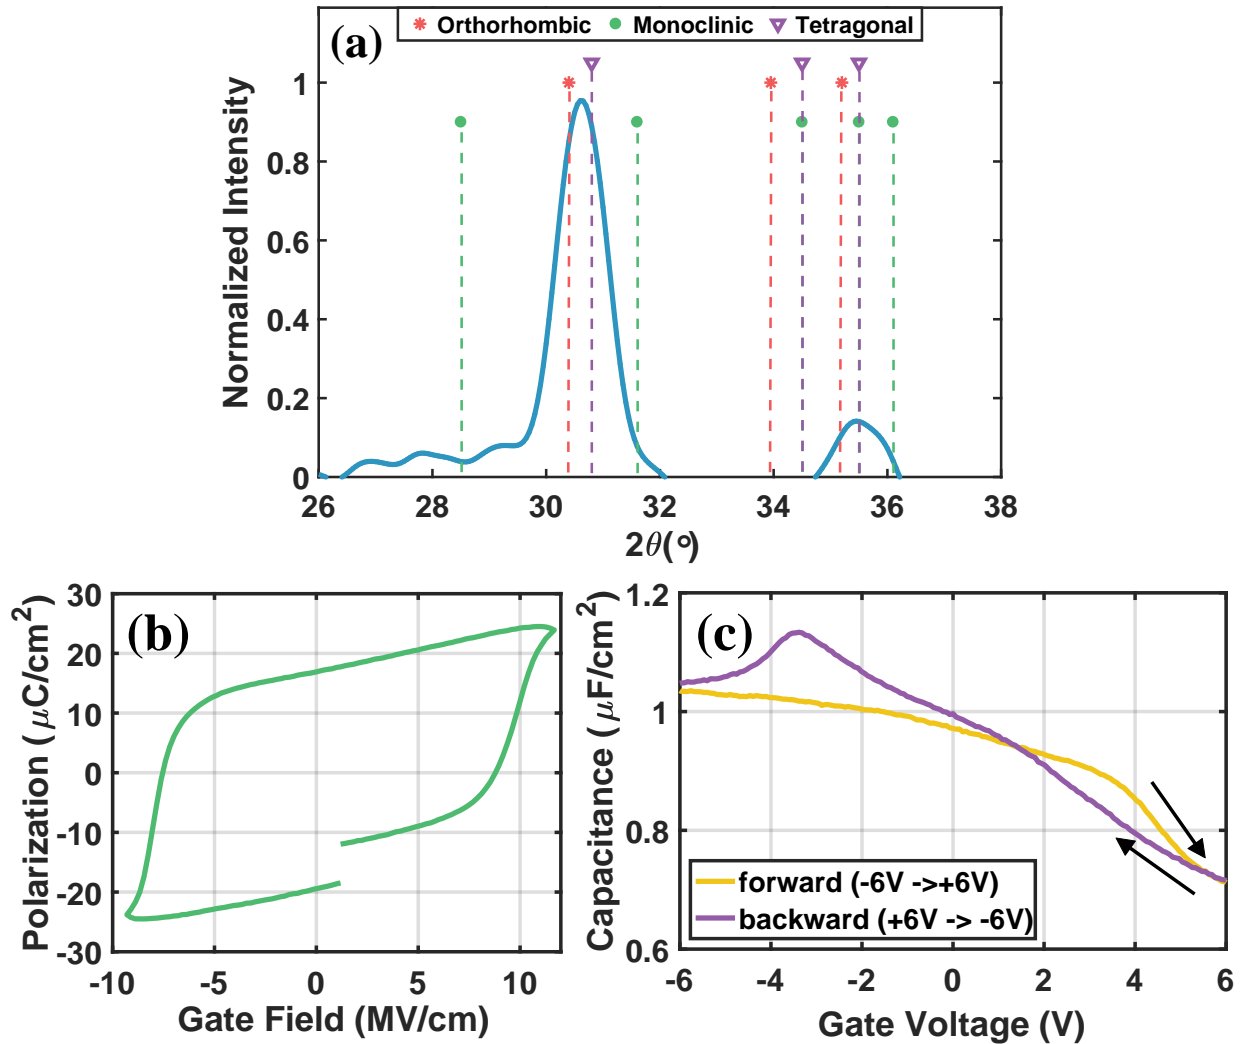 (a)
Orthorhombic Monoclinic Tetragonal
Normalized Intensity
1
0.8
0.6
0.4
0.2
0
26 28 30 32 34 36 38
2θ(°)
(b)
Polarization (μC/cm²)
30
20
10
0
-10
-20
-30
-10 -5 0 5 10
Gate Field (MV/cm)
(c)
Capacitance (μF/cm²)
1.2
1
0.8
0.6
forward (-6V ->+6V)
backward (+6V -> -6V)
-6 -4 -2 0 2 4 6
Gate Voltage (V)